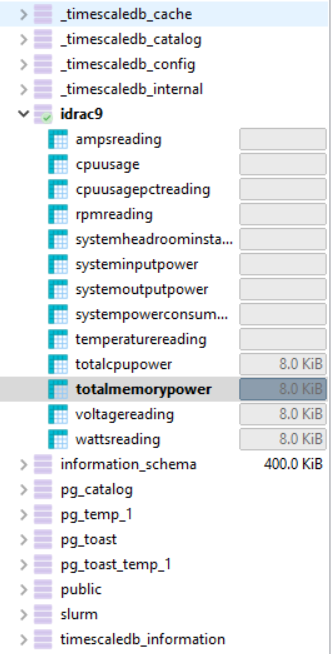 _timescaledb_cache
_timescaledb_catalog
_timescaledb_config
_timescaledb_internal
idrac9
ampsreading
cpuusage
cpuusagepctreading
rpmreading
systemheadroominsta...
systeminputpower
systemoutputpower
systempowerconsum...
temperaturereading
totalcpupower 8.0 KiB
totalmemorypower 8.0 KiB
voltagereading 8.0 KiB
wattsreading 8.0 KiB
information_schema 400.0 KiB
pg_catalog
pg_temp_1
pg_toast
pg_toast_temp_1
public
slurm
timescaledb_information